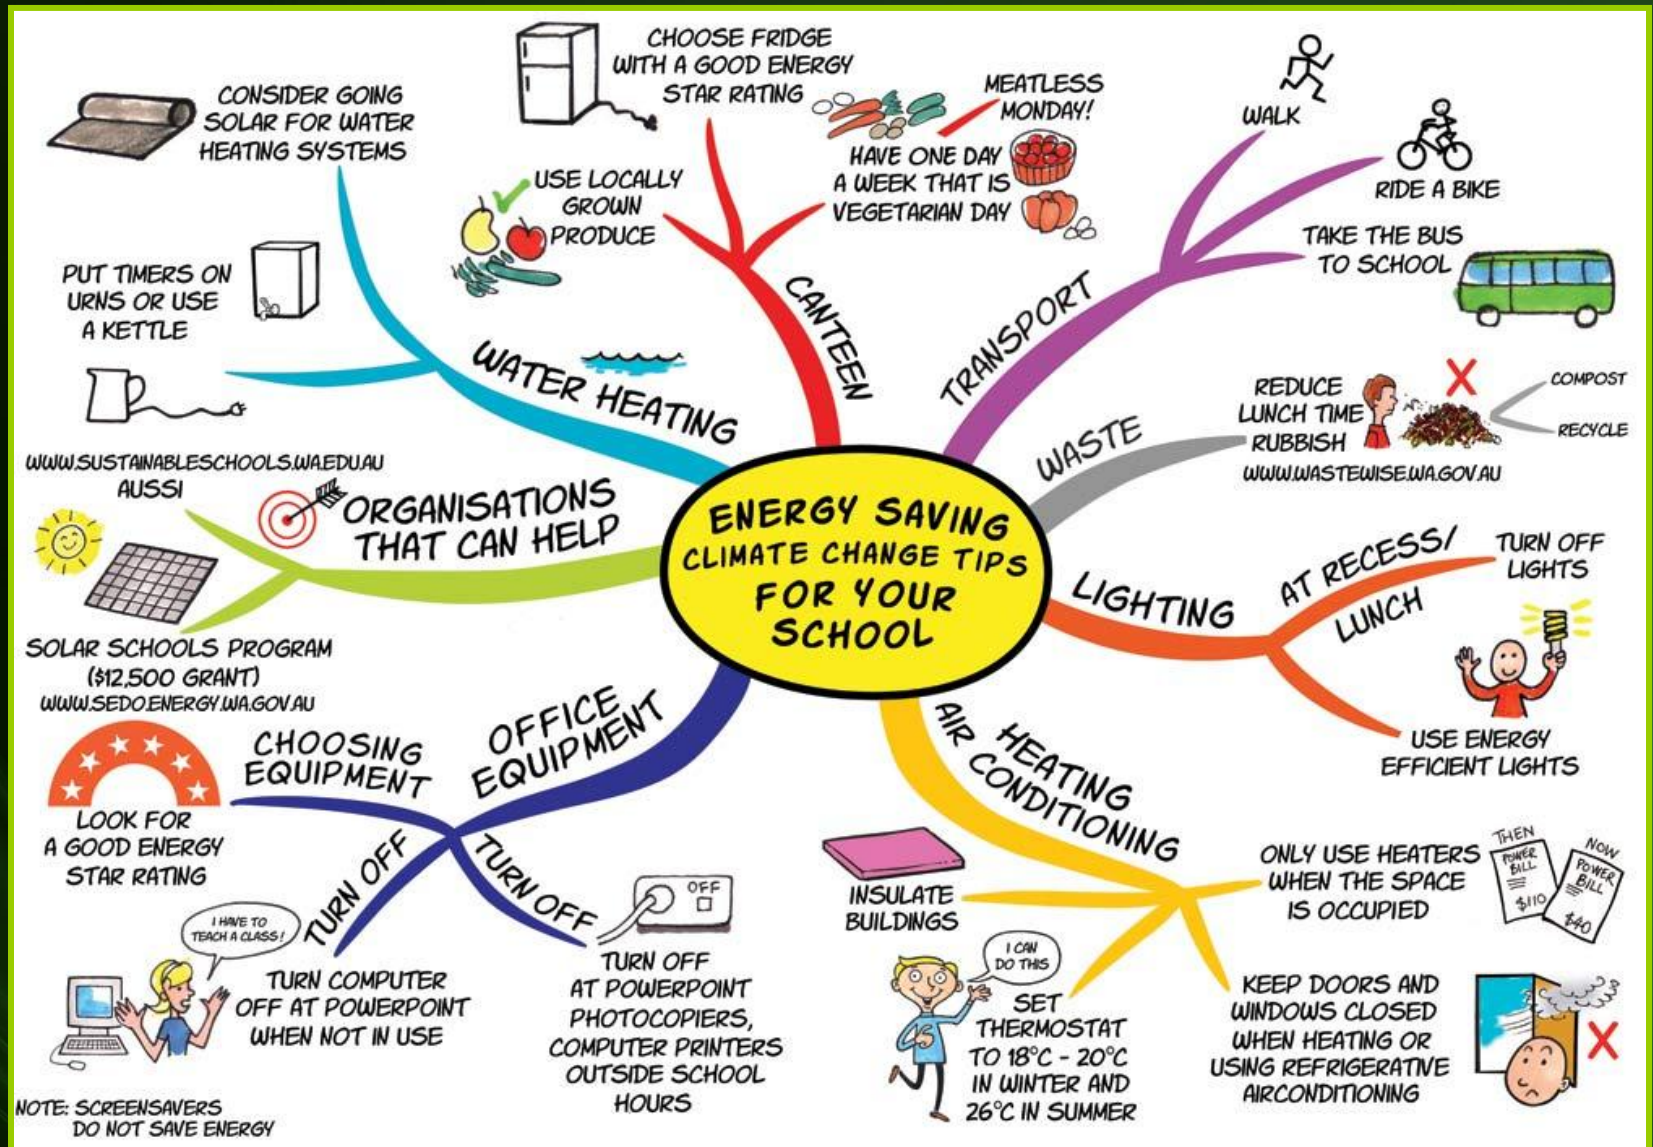 ENERGY SAVING
CLIMATE CHANGE TIPS
FOR YOUR
SCHOOL
CANTEEN
USE LOCALLY
GROWN
PRODUCE
CHOOSE FRIDGE
WITH A GOOD ENERGY
STAR RATING
MEATLESS
MONDAY!
HAVE ONE DAY
A WEEK THAT IS
VEGETARIAN DAY
TRANSPORT
WALK
RIDE A BIKE
TAKE THE BUS
TO SCHOOL
WASTE
REDUCE
LUNCH TIME
RUBBISH
WWW.WASTEWISE.WA.GOV.AU
COMPOST
RECYCLE
LIGHTING
AT RECESS/
LUNCH
TURN OFF
LIGHTS
USE ENERGY
EFFICIENT LIGHTS
HEATING
AIR CONDITIONING
ONLY USE HEATERS
WHEN THE SPACE
IS OCCUPIED
THEN
POWER
BILL
$110
NOW
POWER
BILL
$40
KEEP DOORS AND
WINDOWS CLOSED
WHEN HEATING OR
USING REFRIGERATIVE
AIRCONDITIONING
I CAN
DO THIS
SET
THERMOSTAT
TO 18°C - 20°C
IN WINTER AND
26°C IN SUMMER
INSULATE
BUILDINGS
OFFICE
EQUIPMENT
TURN OFF
OFF
TURN OFF
AT POWERPOINT
PHOTOCOPIERS,
COMPUTER PRINTERS
OUTSIDE SCHOOL
HOURS
TURN OFF
I HAVE TO
TEACH A CLASS!
TURN COMPUTER
OFF AT POWERPOINT
WHEN NOT IN USE
NOTE: SCREENSAVERS
DO NOT SAVE ENERGY
CHOOSING
EQUIPMENT
LOOK FOR
A GOOD ENERGY
STAR RATING
ORGANISATIONS
THAT CAN HELP
WWW.SUSTAINABLESCHOOLS.WA.EDU.AU
AUSSI
SOLAR SCHOOLS PROGRAM
($12,500 GRANT)
WWW.SEDO.ENERGY.WA.GOV.AU
WATER HEATING
PUT TIMERS ON
URNS OR USE
A KETTLE
CONSIDER GOING
SOLAR FOR WATER
HEATING SYSTEMS